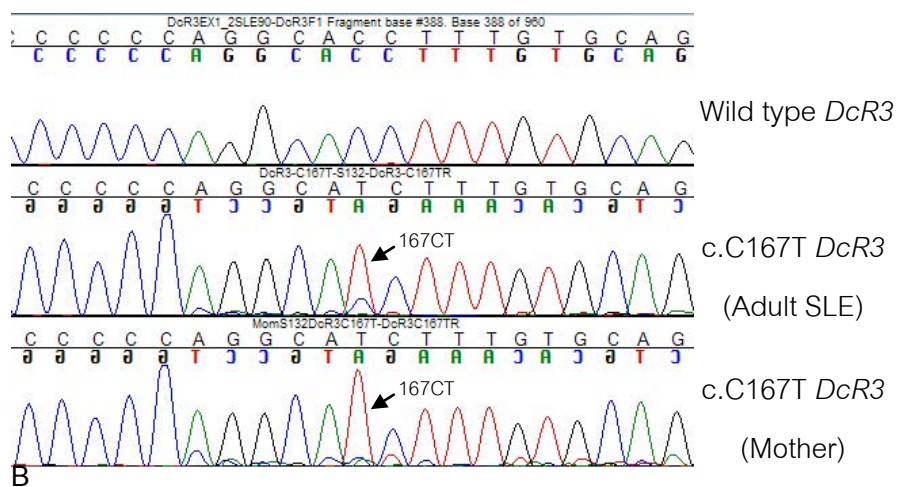 DcR3EX1_2SLE90-DcR3F1 Fragment base #388. Base 388 of 960
C C C C C A G G C A C C T T T G T G C A G
C C C C C A G G C A C C T T T G T G C A G
Wild type DcR3
DcR3-C167T-S132-DcR3-C167TR
C C C C C A G G C A T C T T T G T G C A G
G G G G G T C C G T A G A A A C A C G T C
167CT
c.C167T DcR3
(Adult SLE)
MomS132DcR3C167T-DcR3C167TR
C C C C C A G G C A T C T T T G T G C A G
G G G G G T C C G T A G A A A C A C G T C
167CT
c.C167T DcR3
(Mother)
B